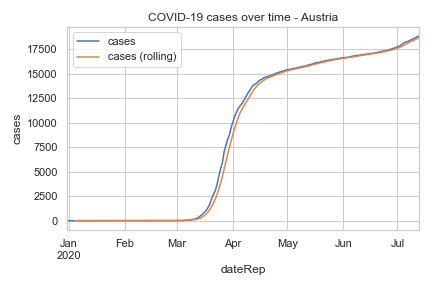 COVID-19 cases over time - Austria
cases
cases (rolling)
cases
17500
15000
12500
10000
7500
5000
2500
0
Jan Feb Mar Apr May Jun Jul
2020
dateRep